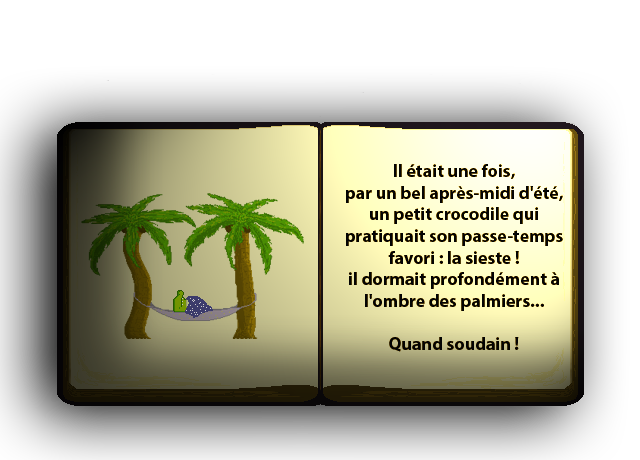 Il était une fois,
par un bel après-midi d'été,
un petit crocodile qui
pratiquait son passe-temps
favori : la sieste !
il dormait profondément à
l'ombre des palmiers...
Quand soudain !